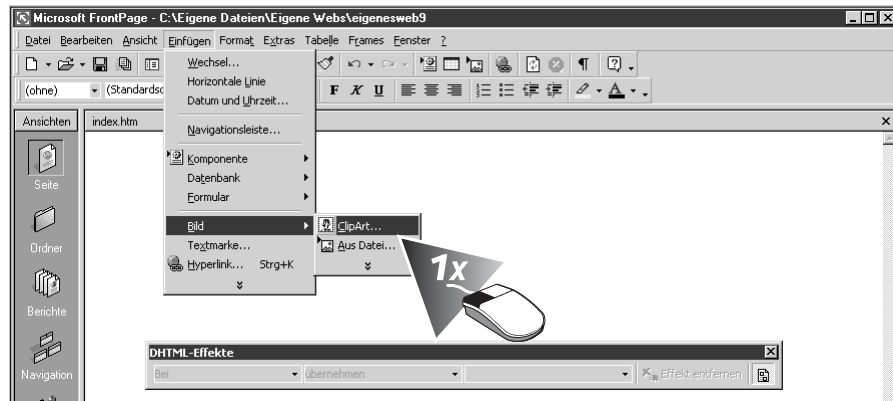 Microsoft FrontPage - C:\Eigene Dateien\Eigene Webs\eigenesweb9
Datei Bearbeiten Ansicht Einfügen Format Extras Tabelle Frames Fenster ?
(ohne) (Standardsc F K U A
Ansichten index.htm
Wechsel...
Horizontale Linie
Datum und Uhrzeit...
Navigationsleiste...
Komponente
Datenbank
Formular
Bild
Textmarke...
Hyperlink... Strg+K
ClipArt...
Aus Datei...
1x
Seite
Ordner
Berichte
Navigation
DHTML-Effekte
Bei übernehmen Effekt entfernen